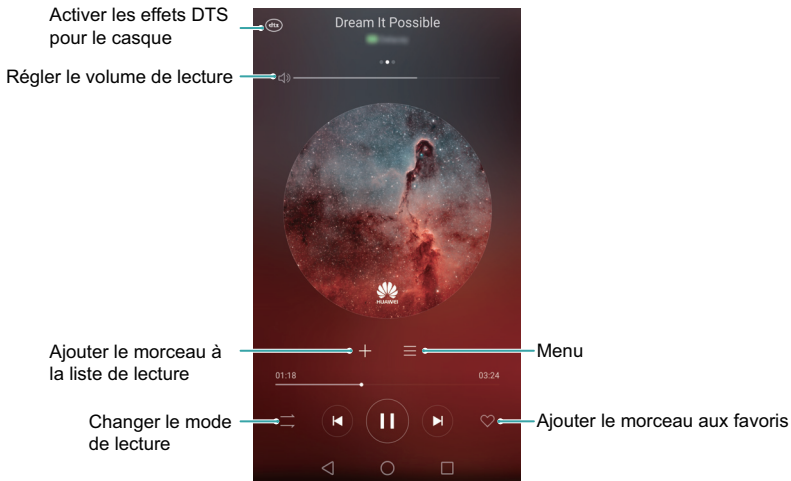 Activer les effets DTS
pour le casque
dts
Dream It Possible
Régler le volume de lecture
HUAWEI
Ajouter le morceau à
la liste de lecture
Menu
01:18
03:24
Changer le mode
de lecture
Ajouter le morceau aux favoris